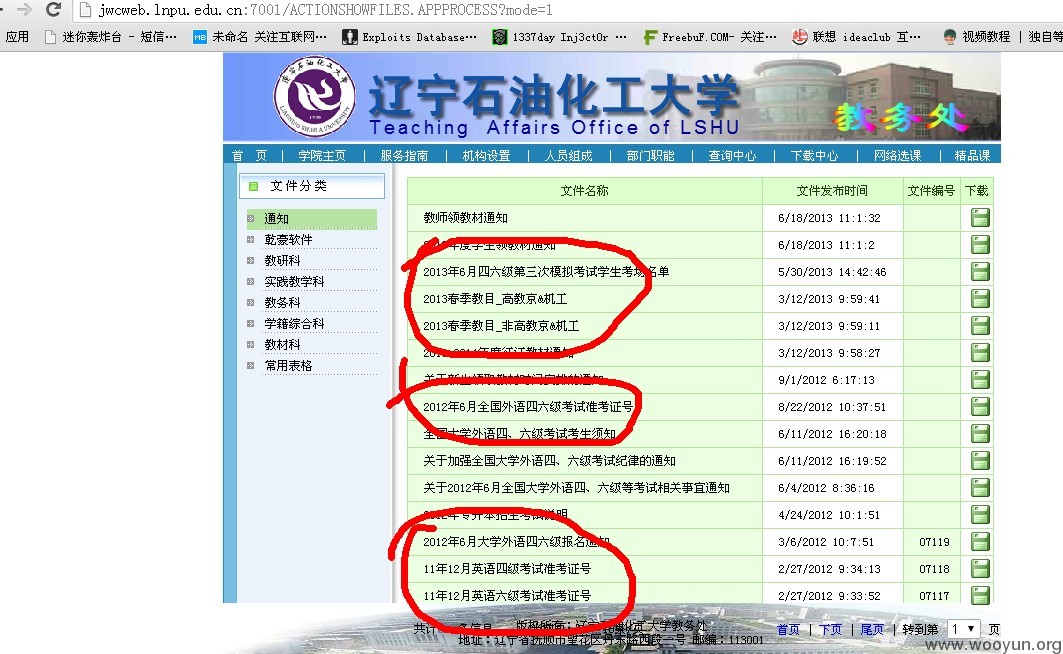 jwcweb.lnpu.edu.cn:7001/ACTIONSHOWFILES.APPPROCESS?mode=1
应用 迷你轰炸台 - 短信… MB 未命名 关注互联网… Exploits Database… 1337day Inj3ct0r … FreebuF.COM- 关注… 联想 ideaclub 互… 视频教程 | 独自等
辽宁石油化工大学 教务处
Teaching Affairs Office of LSHU
首 页 | 学院主页 | 服务指南 | 机构设置 | 人员组成 | 部门职能 | 查询中心 | 下载中心 | 网络选课 | 精品课
文件分类
通知
乾豪软件
教研科
实践教学科
教务科
学籍综合科
教材科
常用表格
文件名称 文件发布时间 文件编号 下载
教师领教材通知 6/18/2013 11:1:32
年度学生领教材通知 6/18/2013 11:1:2
2013年6月四六级第三次模拟考试学生考场名单 5/30/2013 14:42:46
2013春季教目_高教京&机工 3/12/2013 9:59:41
2013春季教目_非高教京&机工 3/12/2013 9:59:11
年度征订教材通知 3/12/2013 9:58:27
关于新生领取教材时间安排的通知 9/1/2012 6:17:13
2012年6月全国外语四六级考试准考证号 8/22/2012 10:37:51
全国大学外语四、六级考试考生须知 6/11/2012 16:20:18
关于加强全国大学外语四、六级考试纪律的通知 6/11/2012 16:19:52
关于2012年6月全国大学外语四、六级等考试相关事宜通知 6/4/2012 8:36:16
2012年专升本招生考试说明 4/24/2012 10:1:51
2012年6月大学外语四六级报名通知 3/6/2012 10:7:51 07119
11年12月英语四级考试准考证号 2/27/2012 9:34:13 07118
11年12月英语六级考试准考证号 2/27/2012 9:33:52 07117
共计 条信息 版权所有:辽宁石油化工大学教务处 首页 | 下页 | 尾页 | 转到第 1 页
地址:辽宁省抚顺市望花区丹东路西段一号 邮编:113001
www.wooyun.org